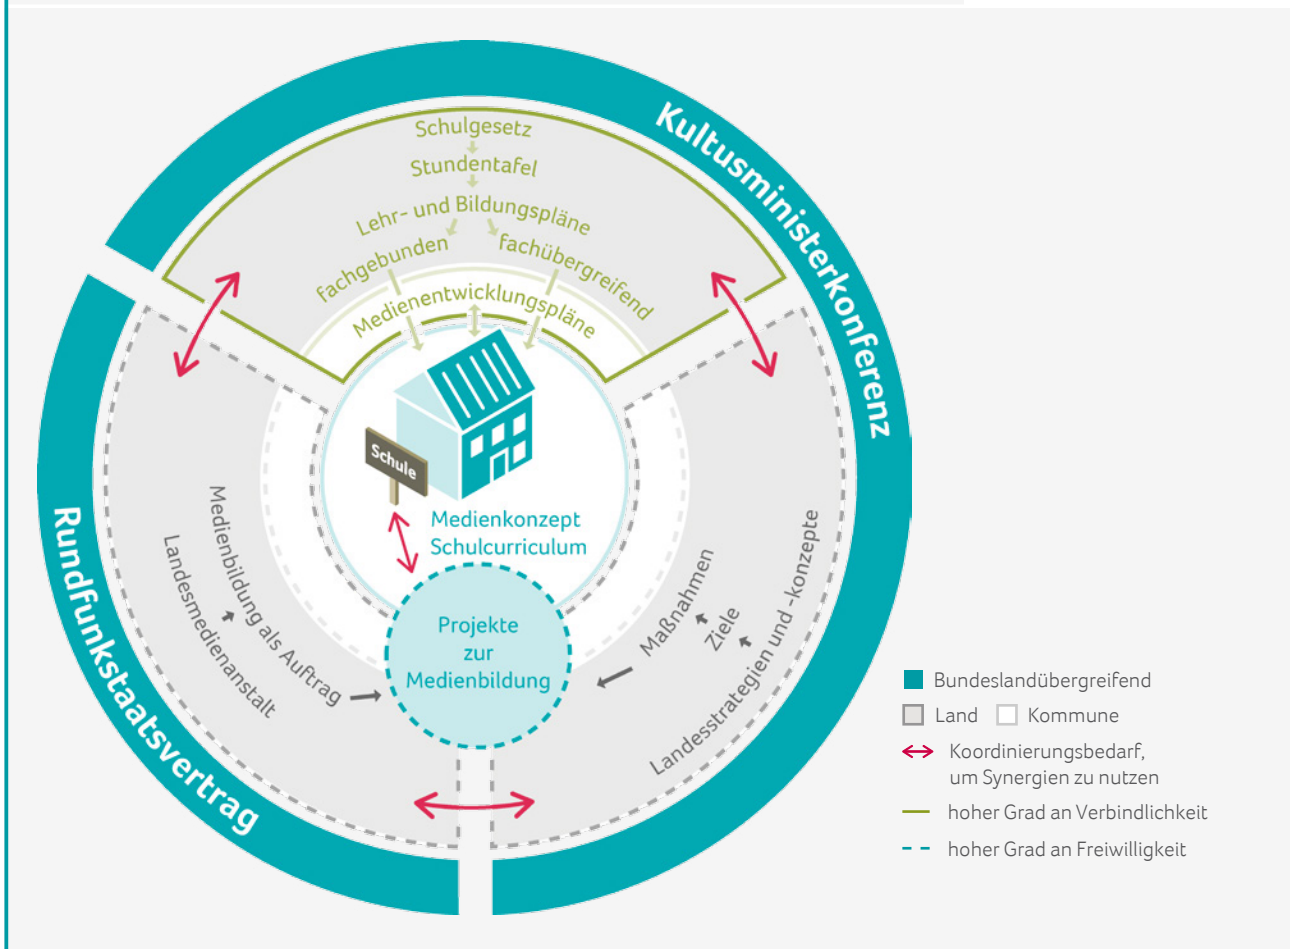 Kultusministerkonferenz
Schulgesetz
Stundentafel
Lehr- und Bildungspläne
fachgebunden
fachübergreifend
Medienentwicklungspläne
Schule
Medienkonzept
Schulcurriculum
Projekte
zur
Medienbildung
Rundfunkstaatsvertrag
Landesmedienanstalt
Medienbildung als Auftrag
Maßnahmen
Ziele
Landesstrategien und -konzepte
Bundeslandübergreifend
Land Kommune
Koordinierungsbedarf,
um Synergien zu nutzen
hoher Grad an Verbindlichkeit
hoher Grad an Freiwilligkeit